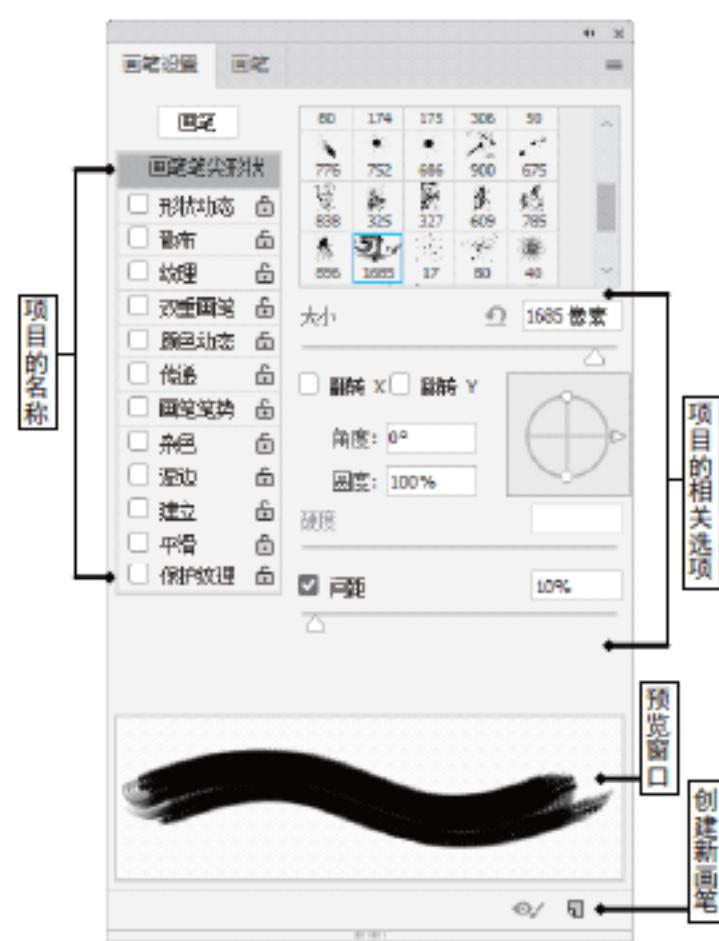 画笔设置 画笔
画笔
画笔笔尖形状
形状动态
散布
纹理
双重画笔
颜色动态
传递
画笔笔势
杂色
湿边
建立
平滑
保护纹理
80 174 175 306 50
776 752 686 900 675
838 325 327 609 785
896 1685 17 80 40
大小 1685 像素
翻转 X 翻转 Y
角度: 0°
圆度: 100%
硬度
间距 10%
项目的名称
项目的相关选项
预览窗口
创建新画笔